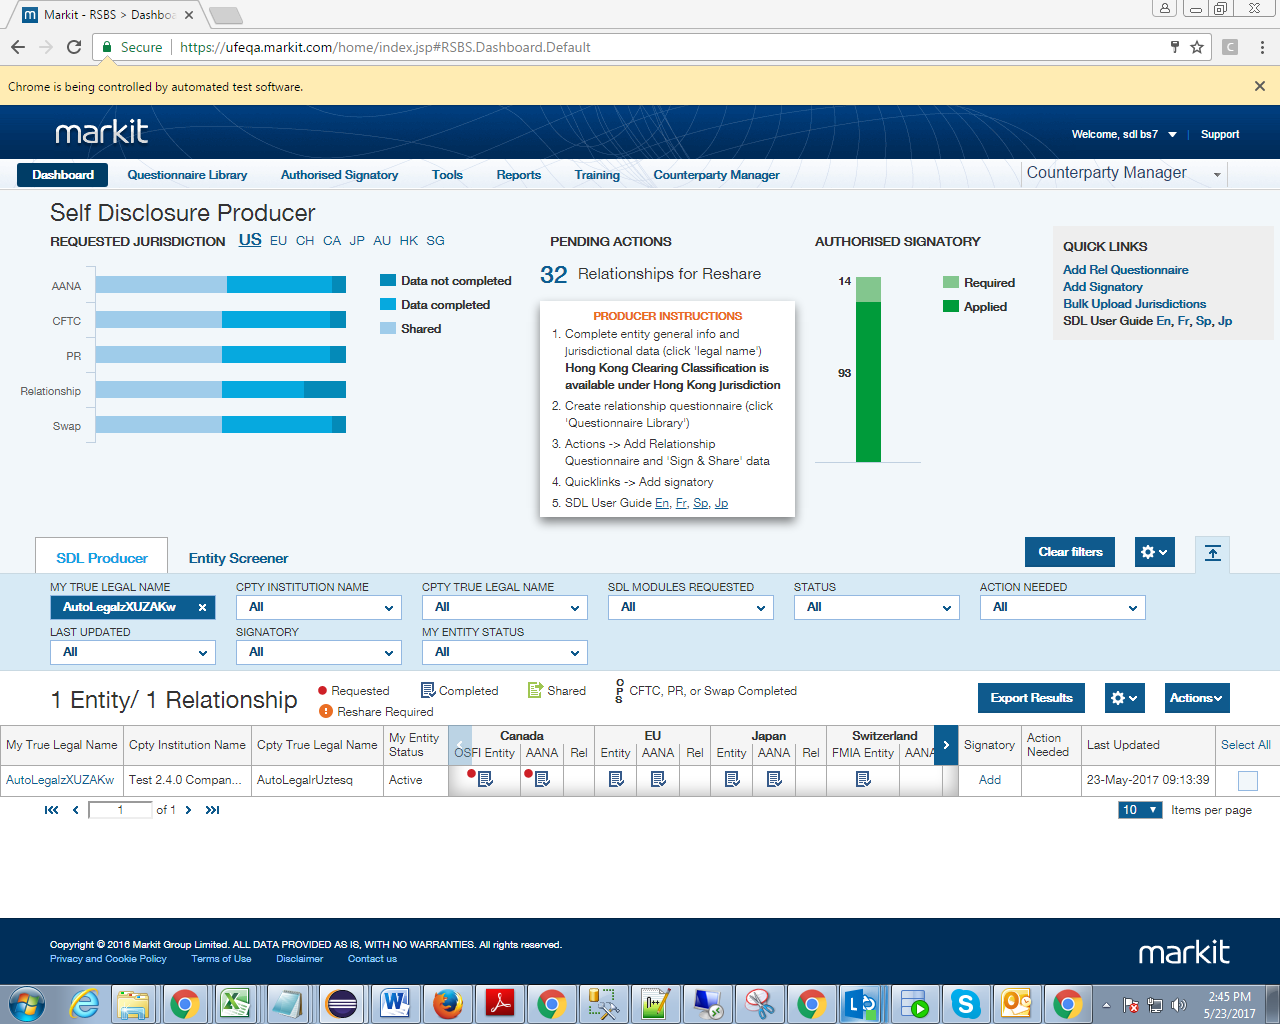 Markit - RSBS > Dashboa
Secure
https://ufeqa.markit.com/home/index.jsp#RSBS.Dashboard.Default
Chrome is being controlled by automated test software.
markit
Welcome, sdl bs7
Support
Dashboard
Questionnaire Library
Authorised Signatory
Tools
Reports
Training
Counterparty Manager
Counterparty Manager
Self Disclosure Producer
REQUESTED JURISDICTION US EU CH CA JP AU HK SG
AANA
CFTC
PR
Relationship
Swap
Data not completed
Data completed
Shared
PENDING ACTIONS
32 Relationships for Reshare
PRODUCER INSTRUCTIONS
1. Complete entity general info and
jurisdictional data (click 'legal name')
Hong Kong Clearing Classification is
available under Hong Kong Jurisdiction
2. Create relationship questionnaire (click
'Questionnaire Library')
3. Actions -> Add Relationship
Questionnaire and 'Sign & Share' data
4. Quicklinks -> Add signatory
5. SDL User Guide En, Fr, Sp, Jp
AUTHORISED SIGNATORY
14
93
Required
Applied
QUICK LINKS
Add Rel Questionnaire
Add Signatory
Bulk Upload Jurisdictions
SDL User Guide En, Fr, Sp, Jp
SDL Producer
Entity Screener
Clear filters
MY TRUE LEGAL NAME
CPTY INSTITUTION NAME
CPTY TRUE LEGAL NAME
SDL MODULES REQUESTED
STATUS
ACTION NEEDED
AutoLegalzXUZAKw
All
All
All
All
All
LAST UPDATED
SIGNATORY
MY ENTITY STATUS
All
All
All
1 Entity/ 1 Relationship
Requested
Completed
Shared
OPS
CFTC, PR, or Swap Completed
Reshare Required
Export Results
Actions
My True Legal Name
Cpty Institution Name
Cpty True Legal Name
My Entity
Status
Canada
EU
Japan
Switzerland
OSFI Entity
AANA
Rel
Entity
AANA
Rel
Entity
AANA
Rel
FMIA Entity
AANA
Signatory
Action
Needed
Last Updated
Select All
AutoLegalzXUZAKw
Test 2.4.0 Compan...
AutoLegalrUztesq
Active
Add
23-May-2017 09:13:39
1
of 1
10
Items per page
Copyright © 2016 Markit Group Limited. ALL DATA PROVIDED AS IS, WITH NO WARRANTIES. All rights reserved.
Privacy and Cookie Policy
Terms of Use
Disclaimer
Contact us
markit
2:45 PM
5/23/2017